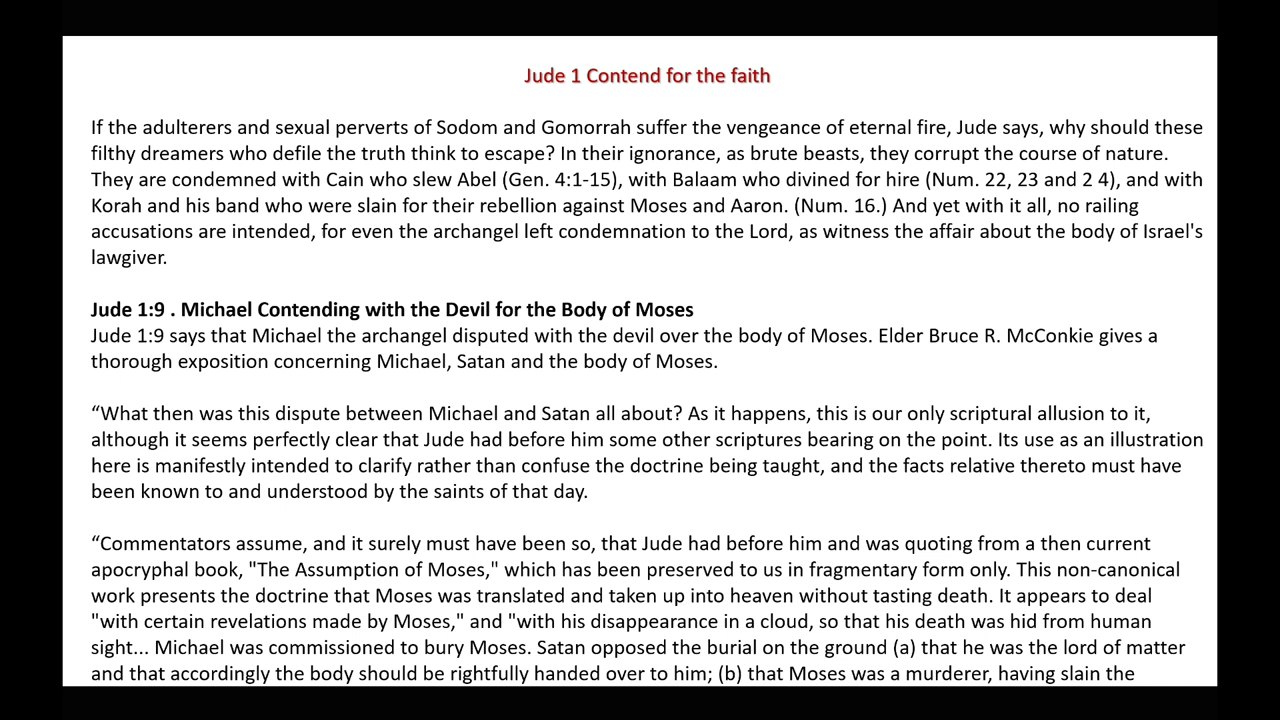 Jude 1 Contend for the faith
If the adulterers and sexual perverts of Sodom and Gomorrah suffer the vengeance of eternal fire, Jude says, why should these
filthy dreamers who defile the truth think to escape? In their ignorance, as brute beasts, they corrupt the course of nature.
They are condemned with Cain who slew Abel (Gen. 4:1-15), with Balaam who divined for hire (Num. 22, 23 and 2 4), and with
Korah and his band who were slain for their rebellion against Moses and Aaron. (Num. 16.) And yet with it all, no railing
accusations are intended, for even the archangel left condemnation to the Lord, as witness the affair about the body of Israel's
lawgiver.
Jude 1:9 . Michael Contending with the Devil for the Body of Moses
Jude 1:9 says that Michael the archangel disputed with the devil over the body of Moses. Elder Bruce R. McConkie gives a
thorough exposition concerning Michael, Satan and the body of Moses.
“What then was this dispute between Michael and Satan all about? As it happens, this is our only scriptural allusion to it,
although it seems perfectly clear that Jude had before him some other scriptures bearing on the point. Its use as an illustration
here is manifestly intended to clarify rather than confuse the doctrine being taught, and the facts relative thereto must have
been known to and understood by the saints of that day.
“Commentators assume, and it surely must have been so, that Jude had before him and was quoting from a then current
apocryphal book, "The Assumption of Moses," which has been preserved to us in fragmentary form only. This non-canonical
work presents the doctrine that Moses was translated and taken up into heaven without tasting death. It appears to deal
"with certain revelations made by Moses," and "with his disappearance in a cloud, so that his death was hid from human
sight... Michael was commissioned to bury Moses. Satan opposed the burial on the ground (a) that he was the lord of matter
and that accordingly the body should be rightfully handed over to him; (b) that Moses was a murderer, having slain the